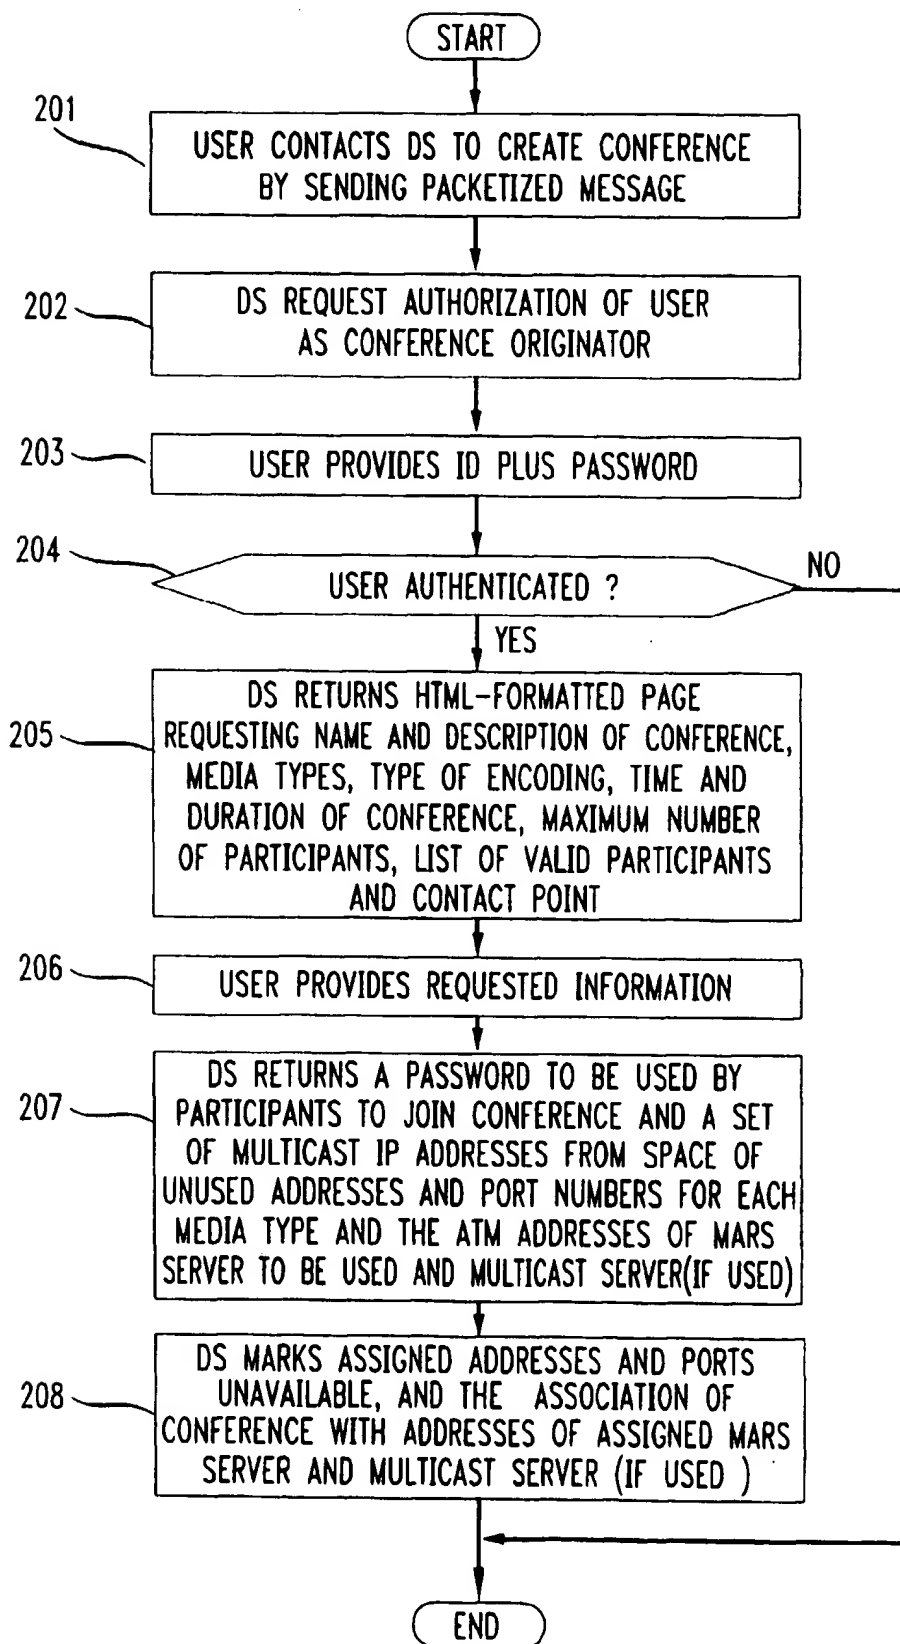 START
201
USER CONTACTS DS TO CREATE CONFERENCE
BY SENDING PACKETIZED MESSAGE
202
DS REQUEST AUTHORIZATION OF USER
AS CONFERENCE ORIGINATOR
203
USER PROVIDES ID PLUS PASSWORD
204
USER AUTHENTICATED ?
NO
YES
205
DS RETURNS HTML-FORMATTED PAGE
REQUESTING NAME AND DESCRIPTION OF CONFERENCE,
MEDIA TYPES, TYPE OF ENCODING, TIME AND
DURATION OF CONFERENCE, MAXIMUM NUMBER
OF PARTICIPANTS, LIST OF VALID PARTICIPANTS
AND CONTACT POINT
206
USER PROVIDES REQUESTED INFORMATION
207
DS RETURNS A PASSWORD TO BE USED BY
PARTICIPANTS TO JOIN CONFERENCE AND A SET
OF MULTICAST IP ADDRESSES FROM SPACE OF
UNUSED ADDRESSES AND PORT NUMBERS FOR EACH
MEDIA TYPE AND THE ATM ADDRESSES OF MARS
SERVER TO BE USED AND MULTICAST SERVER(IF USED)
208
DS MARKS ASSIGNED ADDRESSES AND PORTS
UNAVAILABLE, AND THE ASSOCIATION OF
CONFERENCE WITH ADDRESSES OF ASSIGNED MARS
SERVER AND MULTICAST SERVER (IF USED )
END